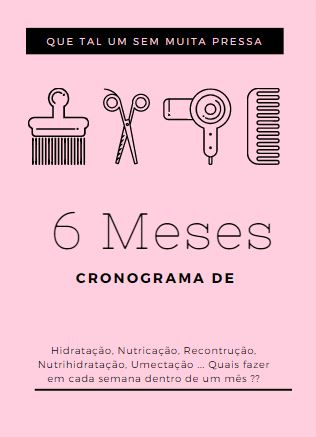 QUE TAL UM SEM MUITA PRESSA
6 Meses
CRONOGRAMA DE
Hidratação, Nutricação, Recontrução,
Nutrihidratação, Umectação ... Quais fazer
em cada semana dentro de um mês ??